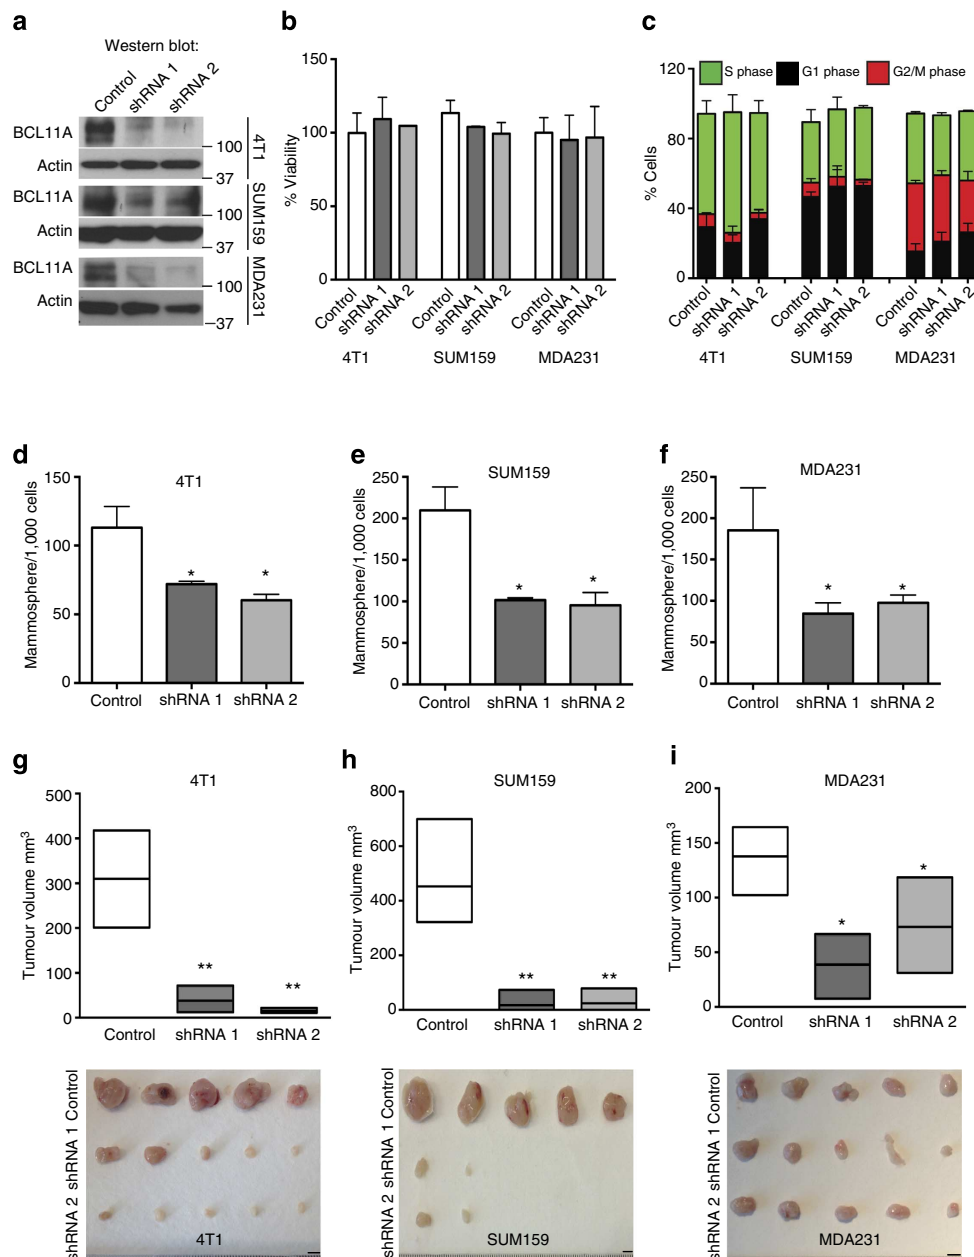 a
Western blot:
Control
shRNA 1
shRNA 2
BCL11A
100
Actin
37
4T1
BCL11A
100
Actin
37
SUM159
BCL11A
100
Actin
37
MDA231
b
% Viability
150
100
50
0
Control
shRNA 1
shRNA 2
Control
shRNA 1
shRNA 2
Control
shRNA 1
shRNA 2
4T1
SUM159
MDA231
c
S phase
G1 phase
G2/M phase
% Cells
120
80
40
0
Control
shRNA 1
shRNA 2
Control
shRNA 1
shRNA 2
Control
shRNA 1
shRNA 2
4T1
SUM159
MDA231
d
4T1
Mammosphere/1,000 cells
150
100
50
0
*
*
Control
shRNA 1
shRNA 2
e
SUM159
Mammosphere/1,000 cells
250
200
150
100
50
0
*
*
Control
shRNA 1
shRNA 2
f
MDA231
Mammosphere/1,000 cells
250
200
150
100
50
0
*
*
Control
shRNA 1
shRNA 2
g
4T1
Tumour volume mm³
500
400
300
200
100
0
**
**
Control
shRNA 1
shRNA 2
h
SUM159
Tumour volume mm³
800
600
400
200
0
**
**
Control
shRNA 1
shRNA 2
i
MDA231
Tumour volume mm³
200
150
100
50
0
*
*
Control
shRNA 1
shRNA 2
shRNA 2 shRNA 1 Control
4T1
shRNA 2 shRNA 1 Control
SUM159
shRNA 2 shRNA 1 Control
MDA231